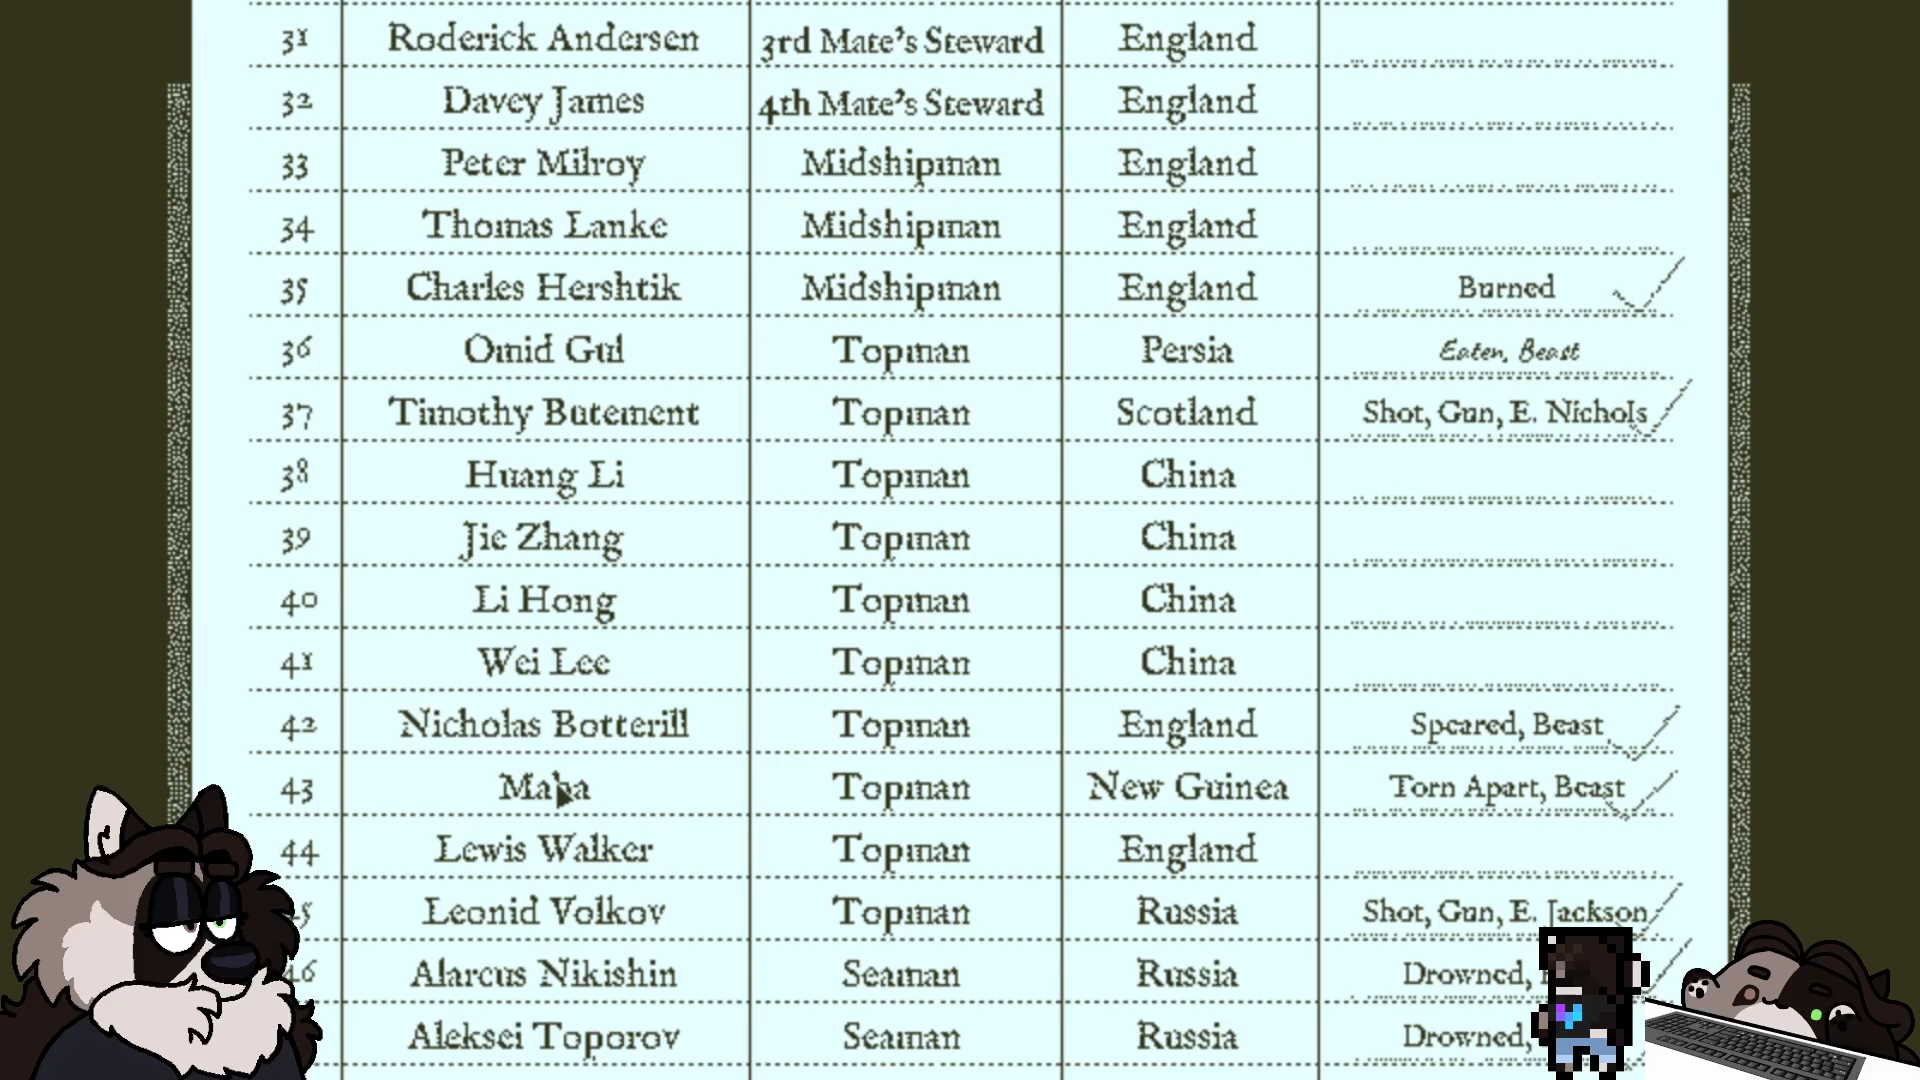 31 Roderick Andersen 3rd Mate's Steward England
32 Davey James 4th Mate's Steward England
33 Peter Milroy Midshipman England
34 Thomas Lanke Midshipman England
35 Charles Hershtik Midshipman England Burned
36 Omid Gul Topman Persia Eaten, Beast
37 Timothy Butement Topman Scotland Shot, Gun, E. Nichols
38 Huang Li Topman China
39 Jie Zhang Topman China
40 Li Hong Topman China
41 Wei Lee Topman China
42 Nicholas Botterill Topman England Speared, Beast
43 Topman New Guinea Torn Apart, Beast
44 Lewis Walker Topman England
5 Leonid Volkov Topman Russia Shot, Gun, E. Jackson
46 Alarcus Nikishin Seaman Russia Drowned,
Aleksei Toporov Seaman Russia Drowned,